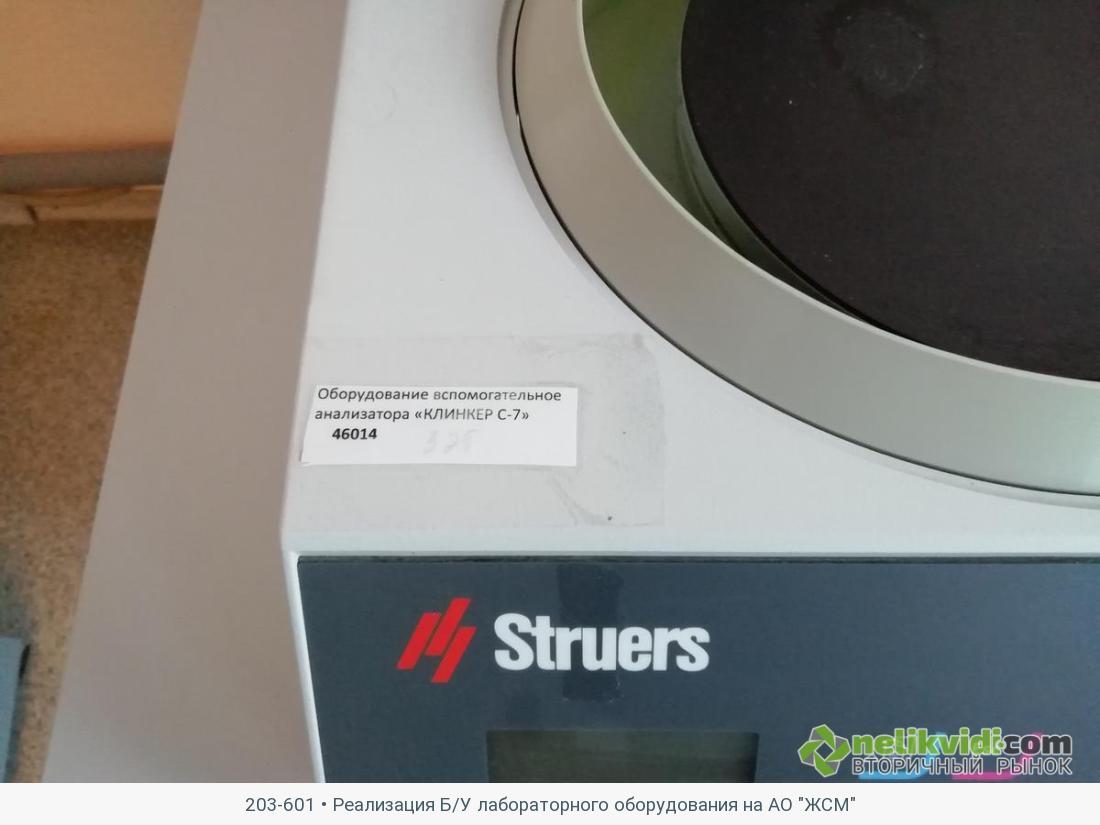 Оборудование вспомогательное
анализатора «КЛИНКЕР С-7»
46014
Struers
nelikvidi.com
ВТОРИЧНЫЙ РЫНОК
203-601 • Реализация Б/У лабораторного оборудования на АО "ЖСМ"